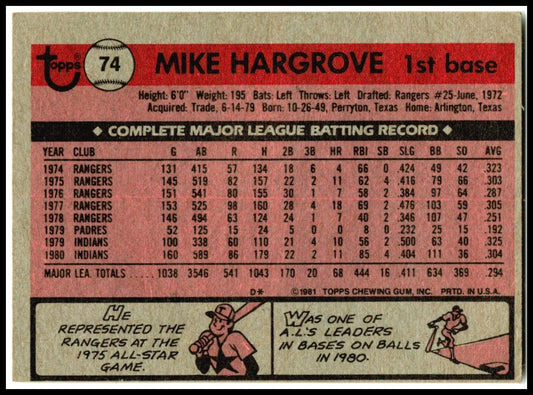 topps 74 MIKE HARGROVE 1st base
Height: 6'0" Weight: 195 Bats: Left Throws: Left Drafted: Rangers #25-June, 1972
Acquired: Trade, 6-14-79 Born: 10-26-49, Perryton, Texas Home: Arlington, Texas
◆ COMPLETE MAJOR LEAGUE BATTING RECORD ◆
YEAR CLUB G AB R H 2B 3B HR RBI SB SLG BB SO AVG
1974 RANGERS 131 415 57 134 18 6 4 66 0 .424 49 42 .323
1975 RANGERS 145 519 82 157 22 2 11 62 4 .416 79 66 .303
1976 RANGERS 151 541 80 155 30 1 7 58 2 .384 97 64 .287
1977 RANGERS 153 525 98 160 28 4 18 69 2 .476 103 59 .305
1978 RANGERS 146 494 63 124 24 1 7 40 2 .346 107 47 .251
1979 PADRES 52 125 15 24 5 0 0 8 0 .232 25 15 .192
1979 INDIANS 100 338 60 110 21 4 10 56 2 .500 63 40 .325
1980 INDIANS 160 589 86 179 22 2 11 85 4 .404 111 36 .304
MAJOR LEA. TOTALS 1038 3546 541 1043 170 20 68 444 16 .411 634 369 .294
D* ©1981 TOPPS CHEWING GUM, INC. PRTD. IN U.S.A.
HE
REPRESENTED THE
RANGERS AT THE
1975 ALL-STAR
GAME.
WAS ONE OF
A.L'S LEADERS
IN BASES ON BALLS
IN 1980.